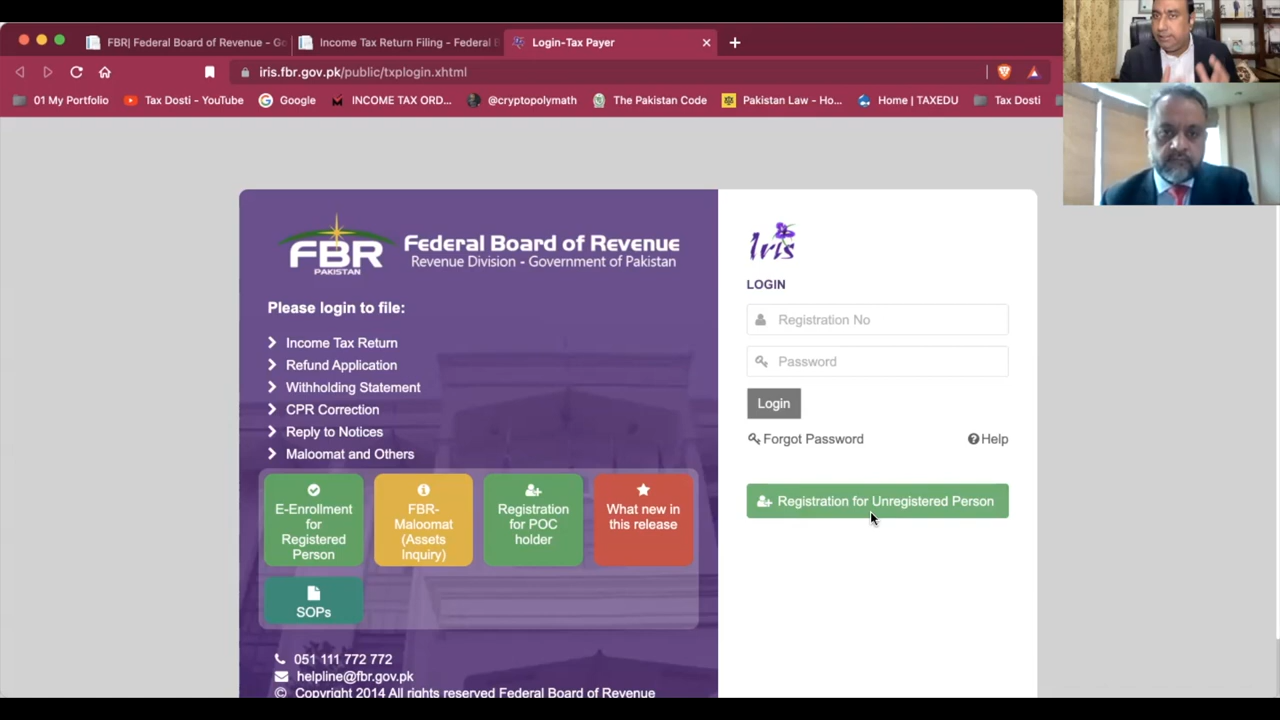 FBR| Federal Board of Revenue - Go
Income Tax Return Filing - Federal B
Login-Tax Payer
iris.fbr.gov.pk/public/txplogin.xhtml
01 My Portfolio
Tax Dosti - YouTube
Google
INCOME TAX ORD...
@cryptopolymath
The Pakistan Code
Pakistan Law - Ho...
Home | TAXEDU
Tax Dosti
FBR
PAKISTAN
Federal Board of Revenue
Revenue Division - Government of Pakistan
Please login to file:
Income Tax Return
Refund Application
Withholding Statement
CPR Correction
Reply to Notices
Maloomat and Others
E-Enrollment
for
Registered
Person
FBR-
Maloomat
(Assets
Inquiry)
Registration
for POC
holder
What new in
this release
SOPs
051 111 772 772
helpline@fbr.gov.pk
© Copyright 2014 All rights reserved Federal Board of Revenue
Iris
LOGIN
Registration No
Password
Login
Forgot Password
Help
Registration for Unregistered Person